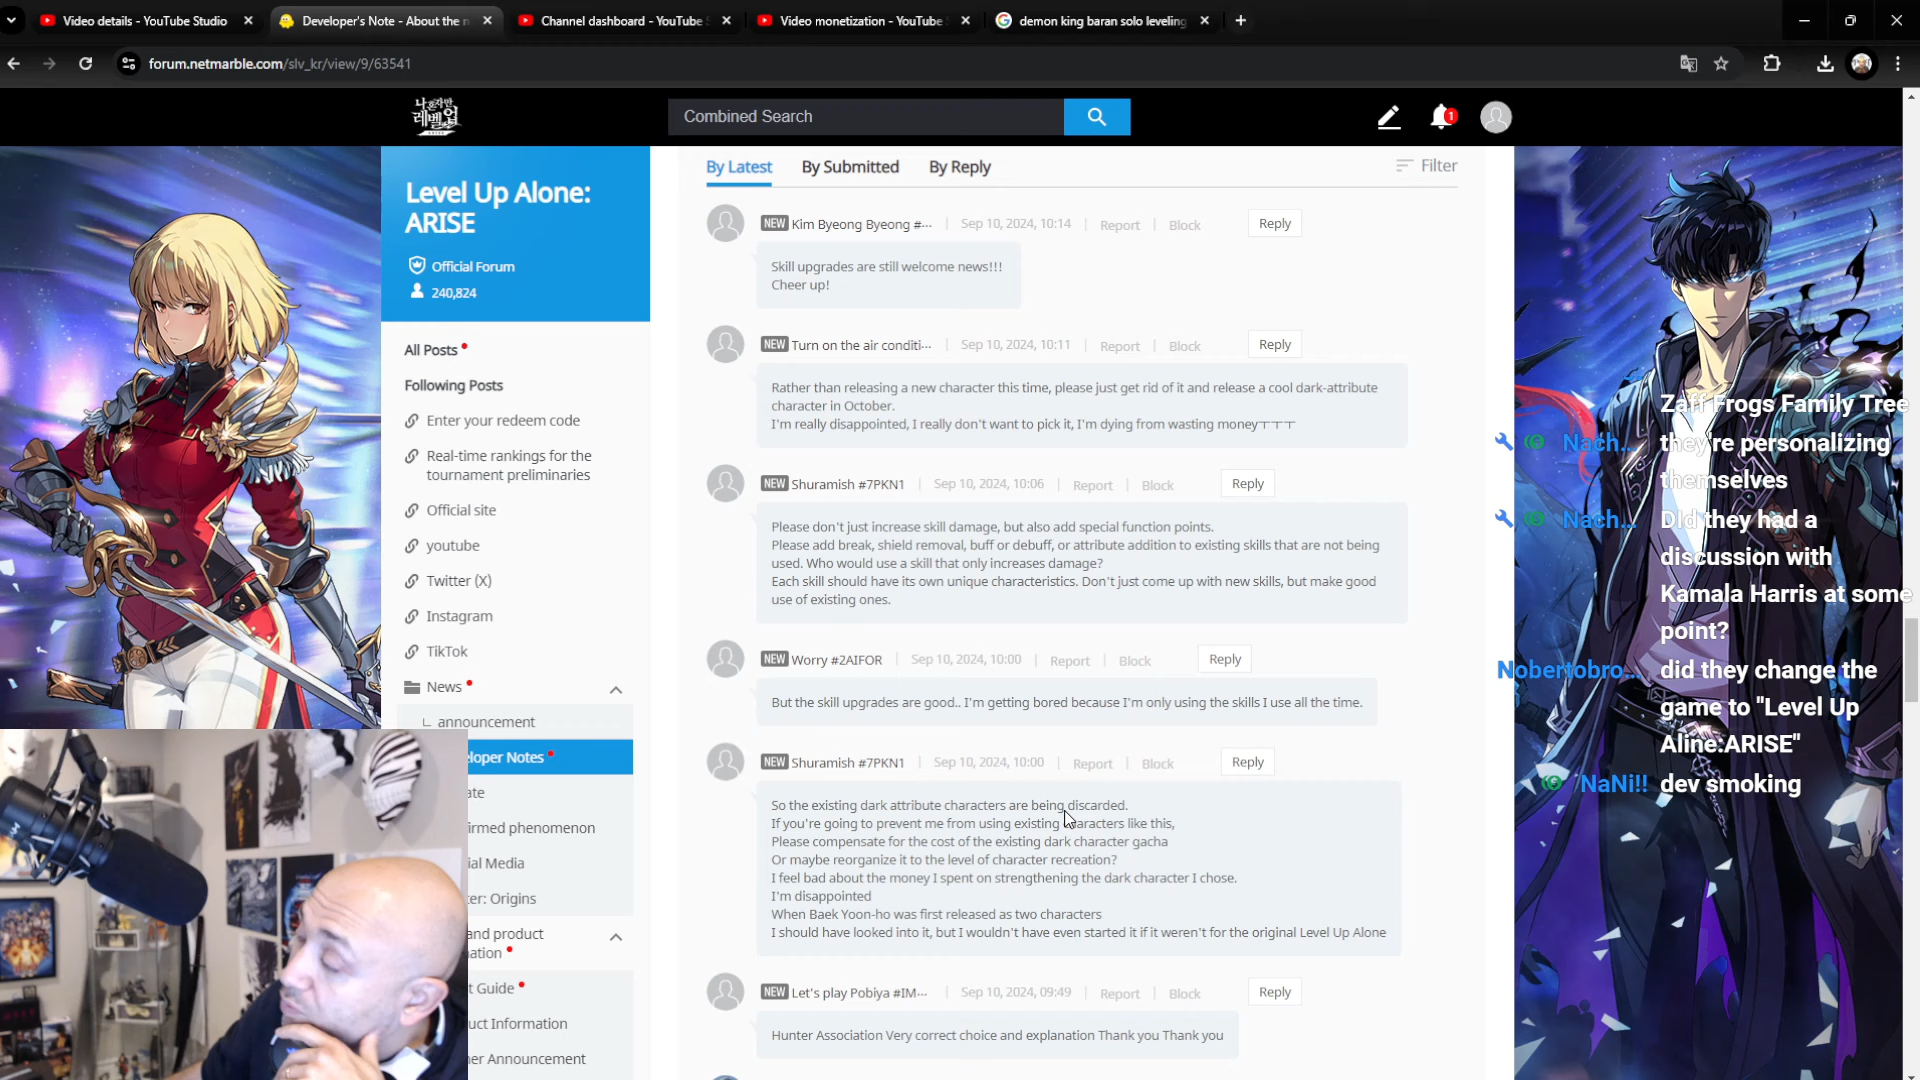 Video details - YouTube Studio
Developer's Note - About the n
Channel dashboard - YouTube S
Video monetization - YouTube
demon king baran solo leveling
forum.netmarble.com/slv_kr/view/9/63541
나 혼자만
레벨업
Combined Search
1
Level Up Alone:
ARISE
Official Forum
240,824
All Posts
Following Posts
Enter your redeem code
Real-time rankings for the
tournament preliminaries
Official site
youtube
Twitter (X)
Instagram
TikTok
News
announcement
eloper Notes
ate
irmed phenomenon
ial Media
er: Origins
and product
ation
t Guide
uct Information
er Announcement
By Latest
By Submitted
By Reply
Filter
NEW Kim Byeong Byeong #··· Sep 10, 2024, 10:14 Report Block Reply
Skill upgrades are still welcome news!!!
Cheer up!
NEW Turn on the air conditi··· Sep 10, 2024, 10:11 Report Block Reply
Rather than releasing a new character this time, please just get rid of it and release a cool dark-attribute
character in October.
I'm really disappointed, I really don't want to pick it, I'm dying from wasting moneyㅜㅜㅜ
NEW Shuramish #7PKN1 Sep 10, 2024, 10:06 Report Block Reply
Please don't just increase skill damage, but also add special function points.
Please add break, shield removal, buff or debuff, or attribute addition to existing skills that are not being
used. Who would use a skill that only increases damage?
Each skill should have its own unique characteristics. Don't just come up with new skills, but make good
use of existing ones.
NEW Worry #2AIFOR Sep 10, 2024, 10:00 Report Block Reply
But the skill upgrades are good.. I'm getting bored because I'm only using the skills I use all the time.
NEW Shuramish #7PKN1 Sep 10, 2024, 10:00 Report Block Reply
So the existing dark attribute characters are being discarded.
If you're going to prevent me from using existing characters like this,
Please compensate for the cost of the existing dark character gacha
Or maybe reorganize it to the level of character recreation?
I feel bad about the money I spent on strengthening the dark character I chose.
I'm disappointed
When Baek Yoon-ho was first released as two characters
I should have looked into it, but I wouldn't have even started it if it weren't for the original Level Up Alone
NEW Let's play Pobiya #IM··· Sep 10, 2024, 09:49 Report Block Reply
Hunter Association Very correct choice and explanation Thank you Thank you
Zaff Frogs Family Tree
Nach... they're personalizing
themselves
Nach... DId they had a
discussion with
Kamala Harris at some
point?
Nobertobro... did they change the
game to "Level Up
Aline:ARISE"
NaNi!! dev smoking